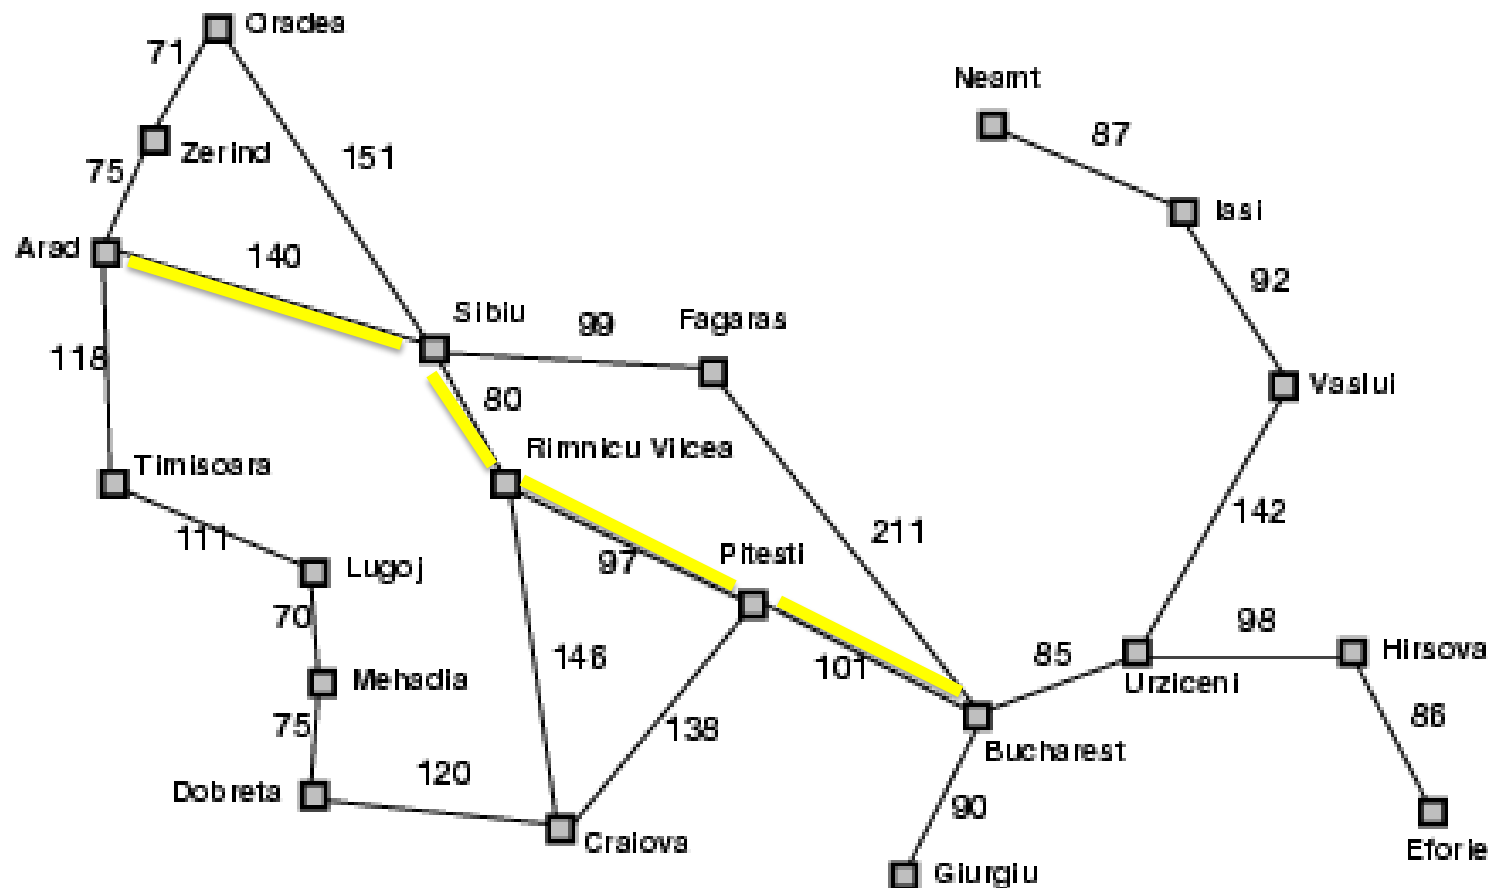 Oradea
71
Neamt
87
Zerind
151
75
Iasi
Arad
140
92
Sibiu
99
Fagaras
118
80
Vaslui
Rimnicu Vilcea
Timisoara
142
211
111
97
Pitesti
Lugoj
70
98
146
85
Hirsova
101
Mehadia
Urziceni
75
138
86
Bucharest
120
Dobreta
90
Craiova
Eforie
Giurgiu